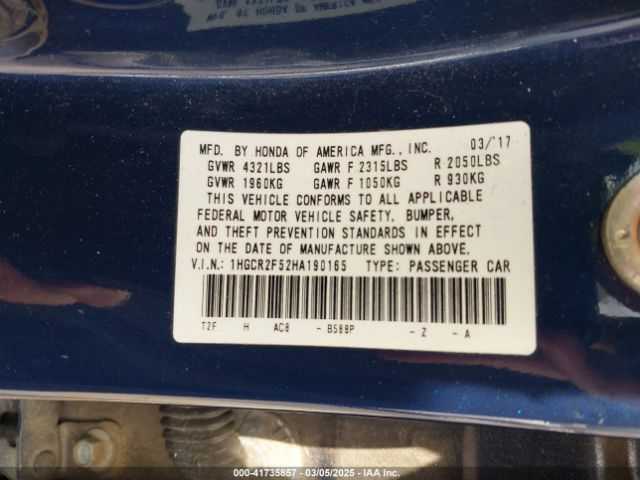 MFD. BY HONDA OF AMERICA MFG., INC. 03/'17
GVWR 4321LBS GAWR F 2315LBS R 2050LBS
GVWR 1960KG GAWR F 1050KG R 930KG
THIS VEHICLE CONFORMS TO ALL APPLICABLE
FEDERAL MOTOR VEHICLE SAFETY, BUMPER,
AND THEFT PREVENTION STANDARDS IN EFFECT
ON THE DATE OF MANUFACTURE SHOWN ABOVE.
V.I.N.: 1HGCR2F52HA190165 TYPE: PASSENGER CAR
T2F H AC8 - B588P - Z - A
000-41735857 - 03/05/2025 - IAA Inc.